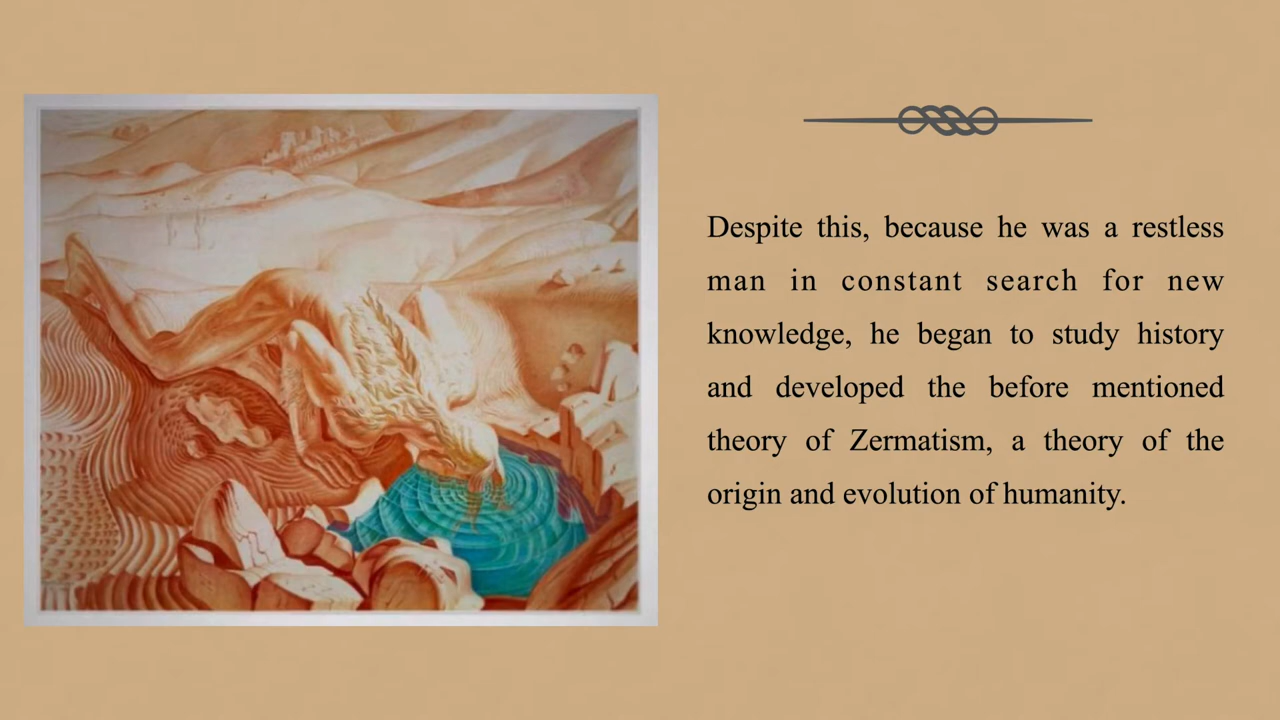 Despite this, because he was a restless
man in constant search for new
knowledge, he began to study history
and developed the before mentioned
theory of Zermatism, a theory of the
origin and evolution of humanity.